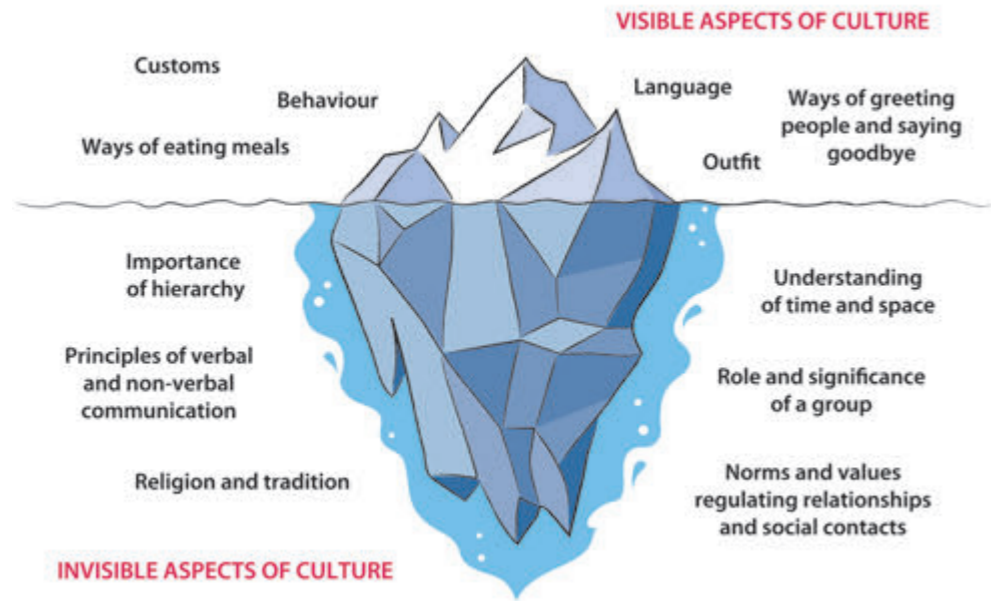 VISIBLE ASPECTS OF CULTURE
Customs
Behaviour
Language
Ways of greeting
people and saying
goodbye
Ways of eating meals
Outfit
Importance
of hierarchy
Understanding
of time and space
Principles of verbal
and non-verbal
communication
Role and significance
of a group
Religion and tradition
Norms and values
regulating relationships
and social contacts
INVISIBLE ASPECTS OF CULTURE